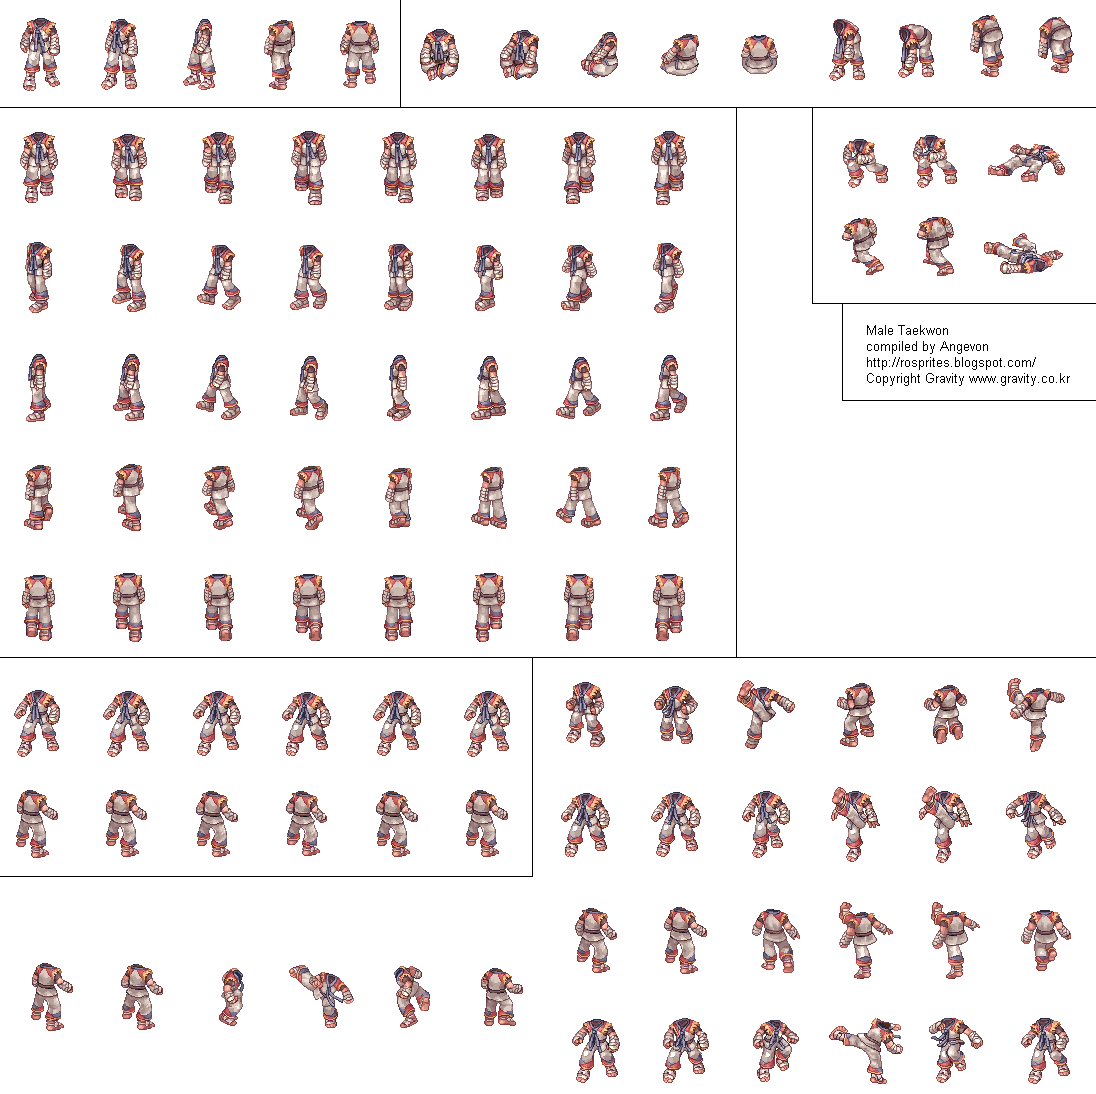 Male Taekwon
compiled by Angevon
http://rosprites.blogspot.com/
Copyright Gravity www.gravity.co.kr